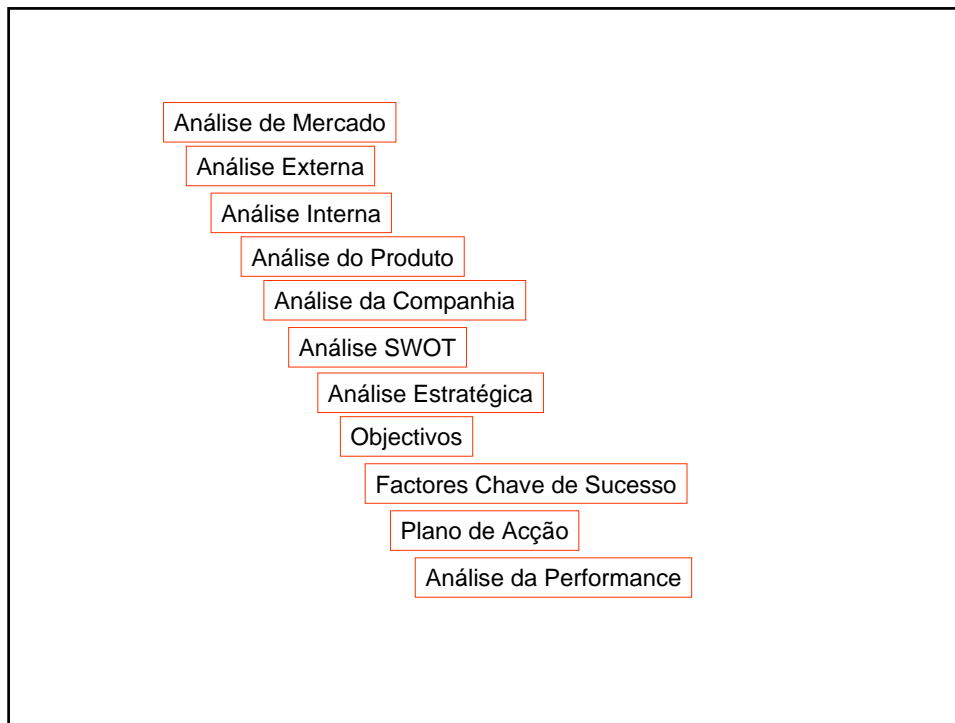 Análise de Mercado
Análise Externa
Análise Interna
Análise do Produto
Análise da Companhia
Análise SWOT
Análise Estratégica
Objectivos
Factores Chave de Sucesso
Plano de Acção
Análise da Performance